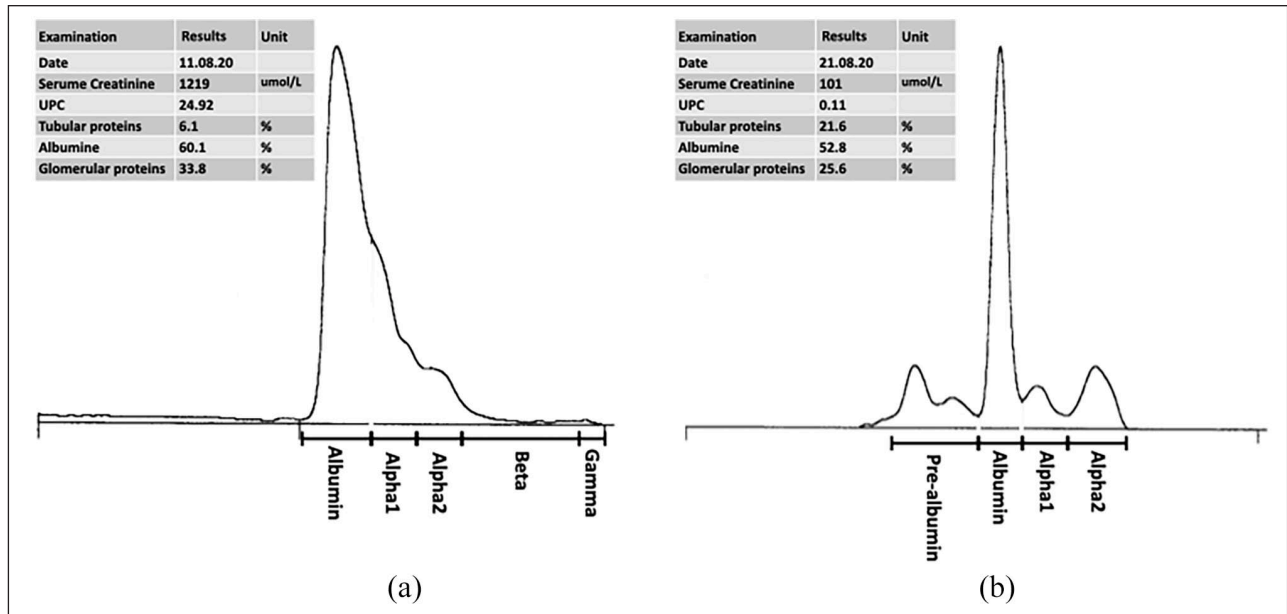 Examination Results Unit
Date 11.08.20
Serume Creatinine 1219 umol/L
UPC 24.92
Tubular proteins 6.1 %
Albumine 60.1 %
Glomerular proteins 33.8 %
Albumin
Alpha1
Alpha2
Beta
Gamma
(a)
Examination Results Unit
Date 21.08.20
Serume Creatinine 101 umol/L
UPC 0.11
Tubular proteins 21.6 %
Albumine 52.8 %
Glomerular proteins 25.6 %
Pre-albumin
Albumin
Alpha1
Alpha2
(b)